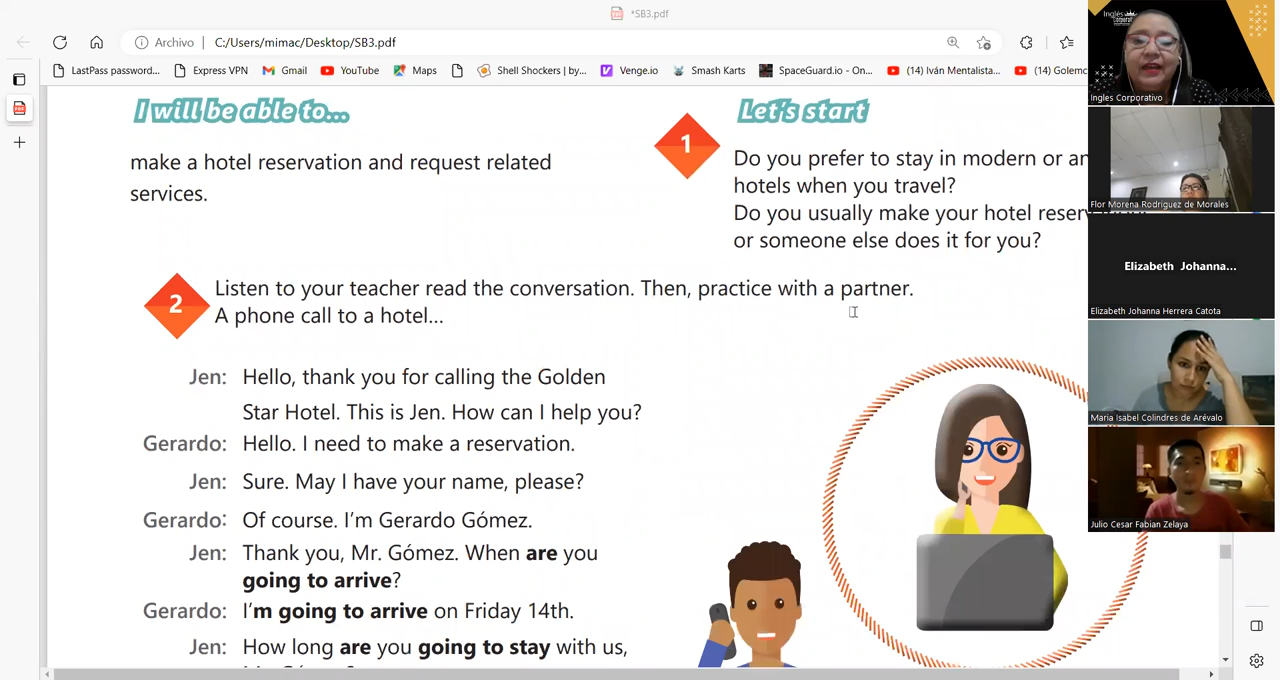 *SB3.pdf
Archivo
C:/Users/mimac/Desktop/SB3.pdf
LastPass password...
Express VPN
Gmail
YouTube
Maps
Shell Shockers | by...
Venge.io
Smash Karts
SpaceGuard.io - On...
(14) Iván Mentalista...
(14) Golemc
I will be able to...
make a hotel reservation and request related
services.
Let's start
1
Do you prefer to stay in modern or an
hotels when you travel?
Do you usually make your hotel reser
or someone else does it for you?
2
Listen to your teacher read the conversation. Then, practice with a partner.
A phone call to a hotel...
Jen: Hello, thank you for calling the Golden
Star Hotel. This is Jen. How can I help you?
Gerardo: Hello. I need to make a reservation.
Jen: Sure. May I have your name, please?
Gerardo: Of course. I'm Gerardo Gómez.
Jen: Thank you, Mr. Gómez. When are you
going to arrive?
Gerardo: I'm going to arrive on Friday 14th.
Jen: How long are you going to stay with us,
Inglés
Corporativo
Ingles Corporativo
Flor Morena Rodriguez de Morales
Elizabeth Johanna...
Elizabeth Johanna Herrera Catota
Maria Isabel Colindres de Arévalo
Julio Cesar Fabian Zelaya